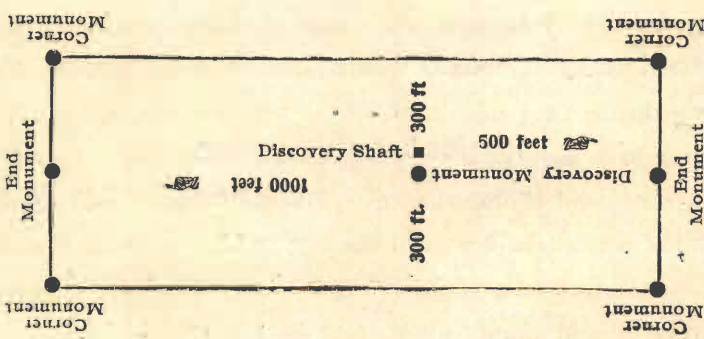 Corner
Monument
Corner
Monument
End
Monument
Discovery Shaft
300 ft
500 feet
1000 feet
Discovery Monument
300 ft.
End
Monument
Corner
Monument
Corner
Monument